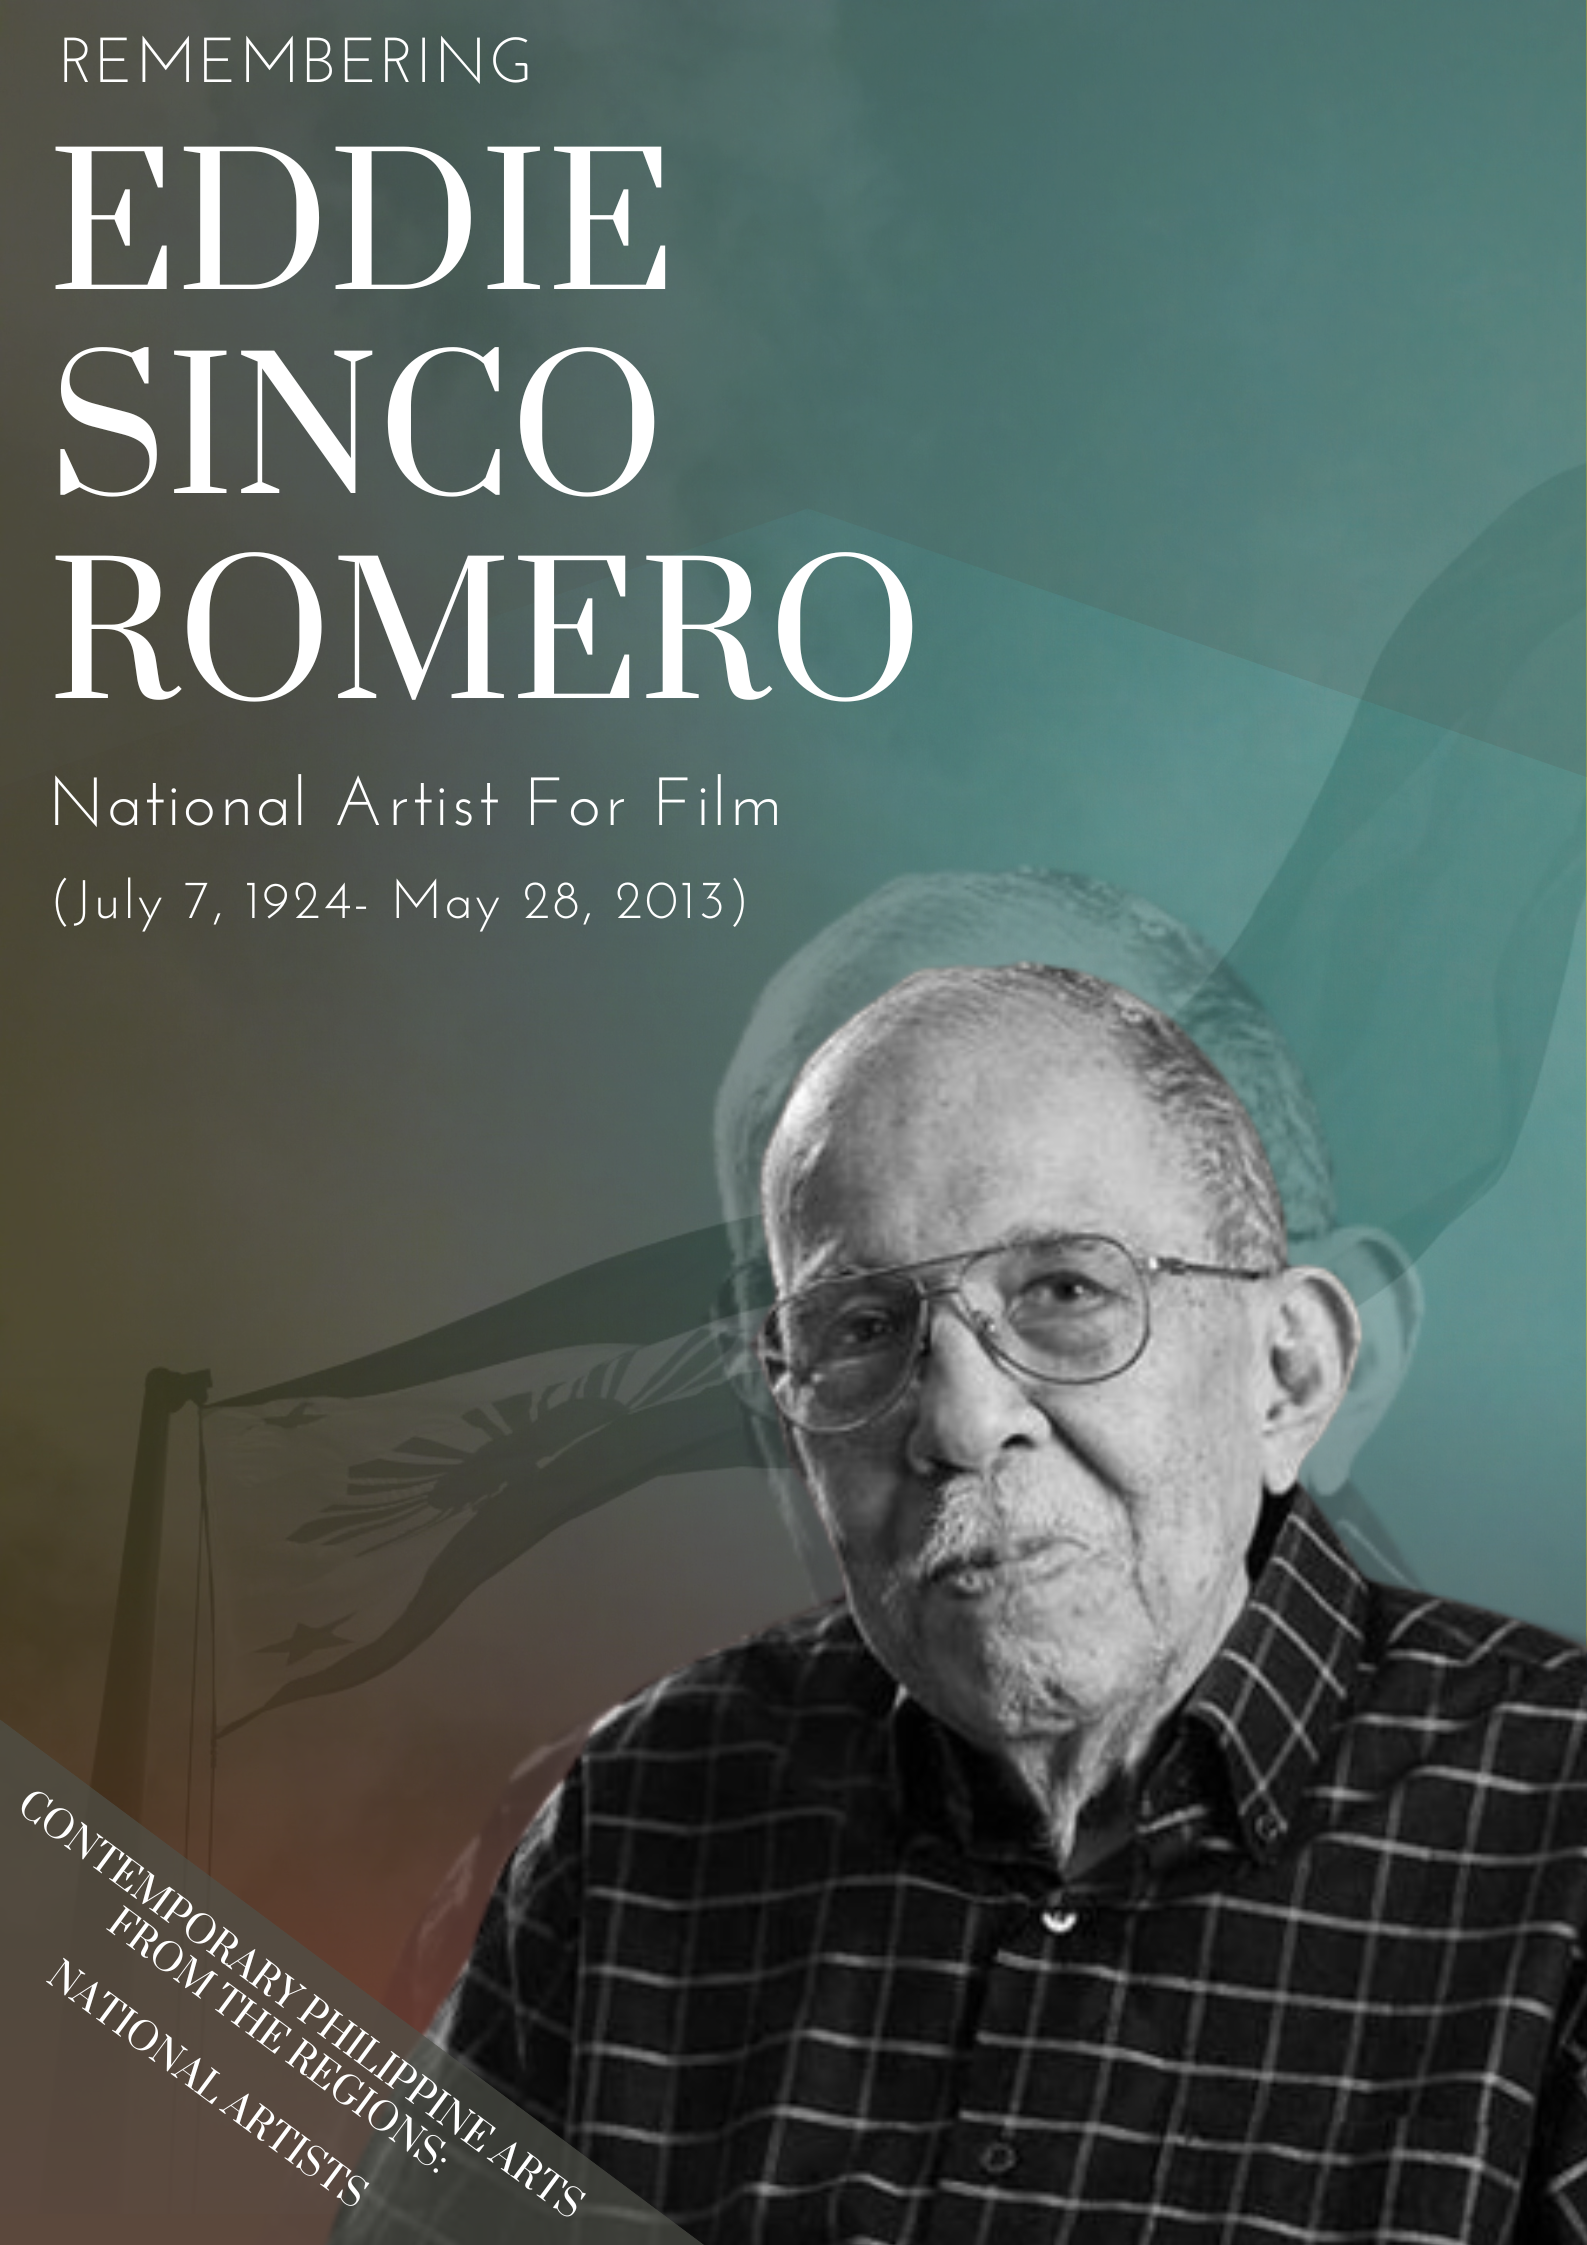 REMEMBERING
EDDIE
SINCO
ROMERO
National Artist For Film
(July 7, 1924- May 28, 2013)
CONTEMPORARY PHILIPPINE ARTS
FROM THE REGIONS:
NATIONAL ARTISTS